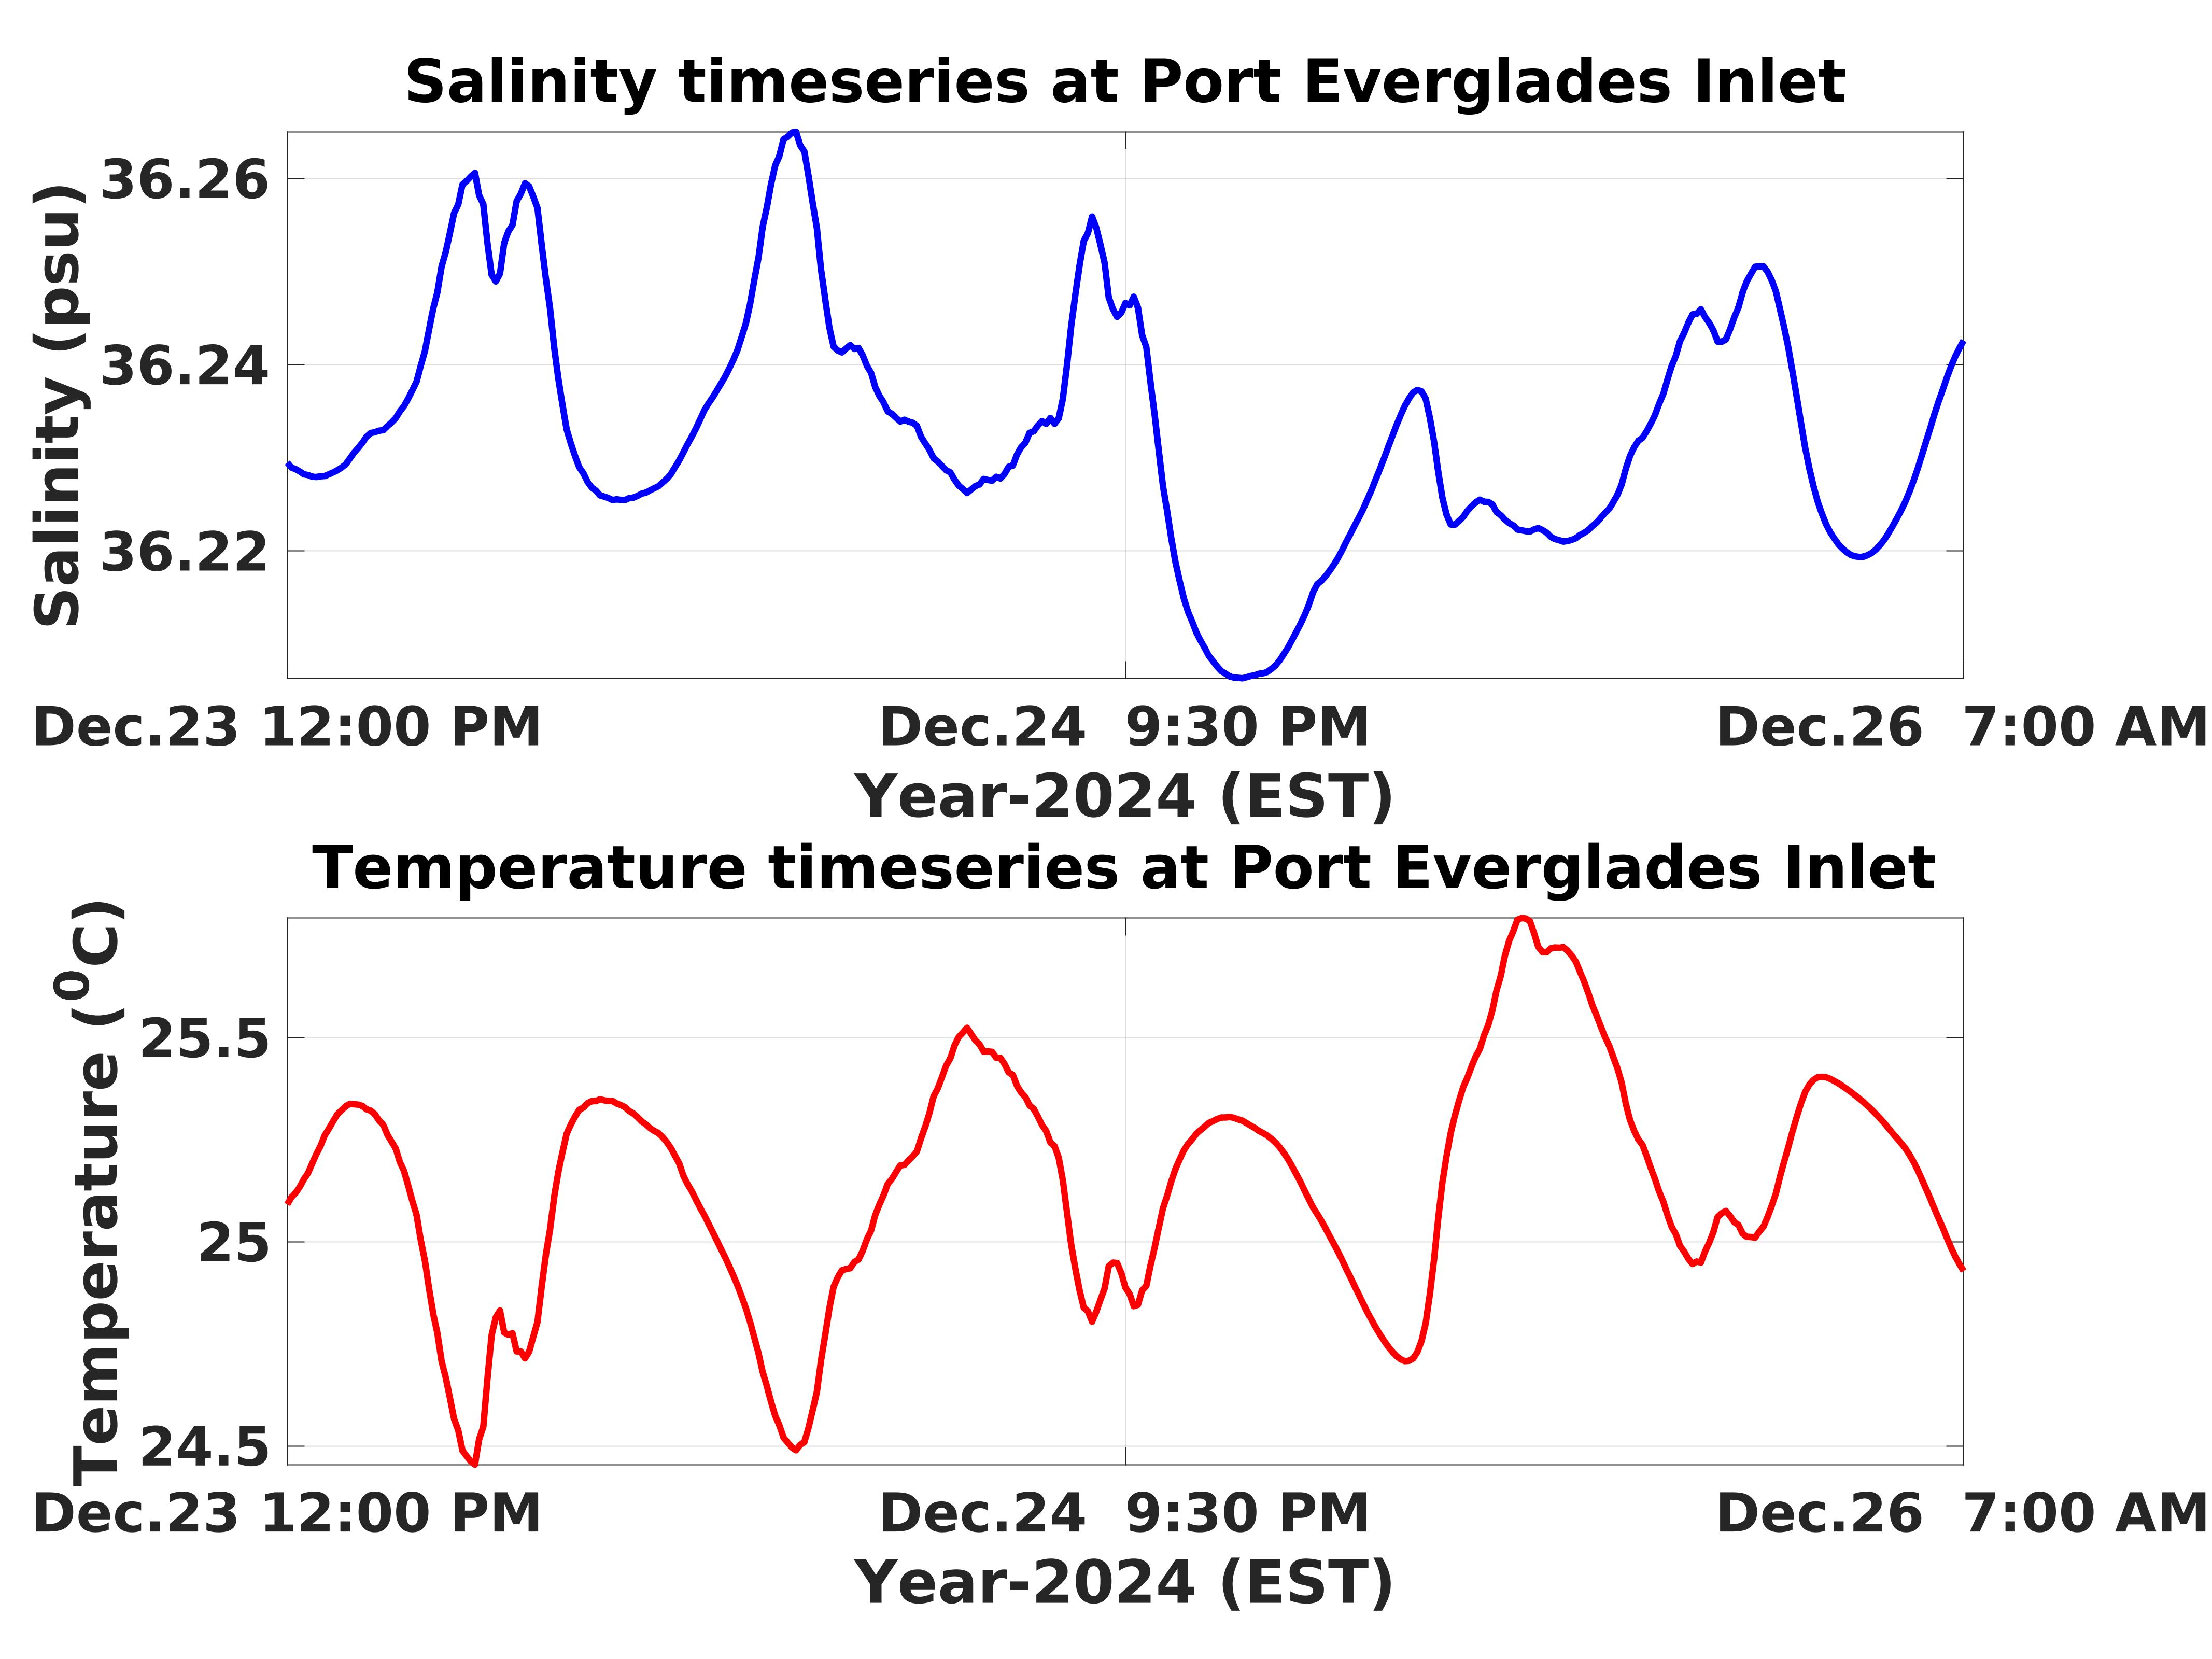 Salinity timeseries at Port Everglades Inlet
Salinity (psu)
36.26
36.24
36.22
Dec.23 12:00 PM
Dec.24  9:30 PM
Dec.26  7:00 AM
Year-2024 (EST)
Temperature timeseries at Port Everglades Inlet
Temperature (⁰C)
25.5
25
24.5
Dec.23 12:00 PM
Dec.24  9:30 PM
Dec.26  7:00 AM
Year-2024 (EST)